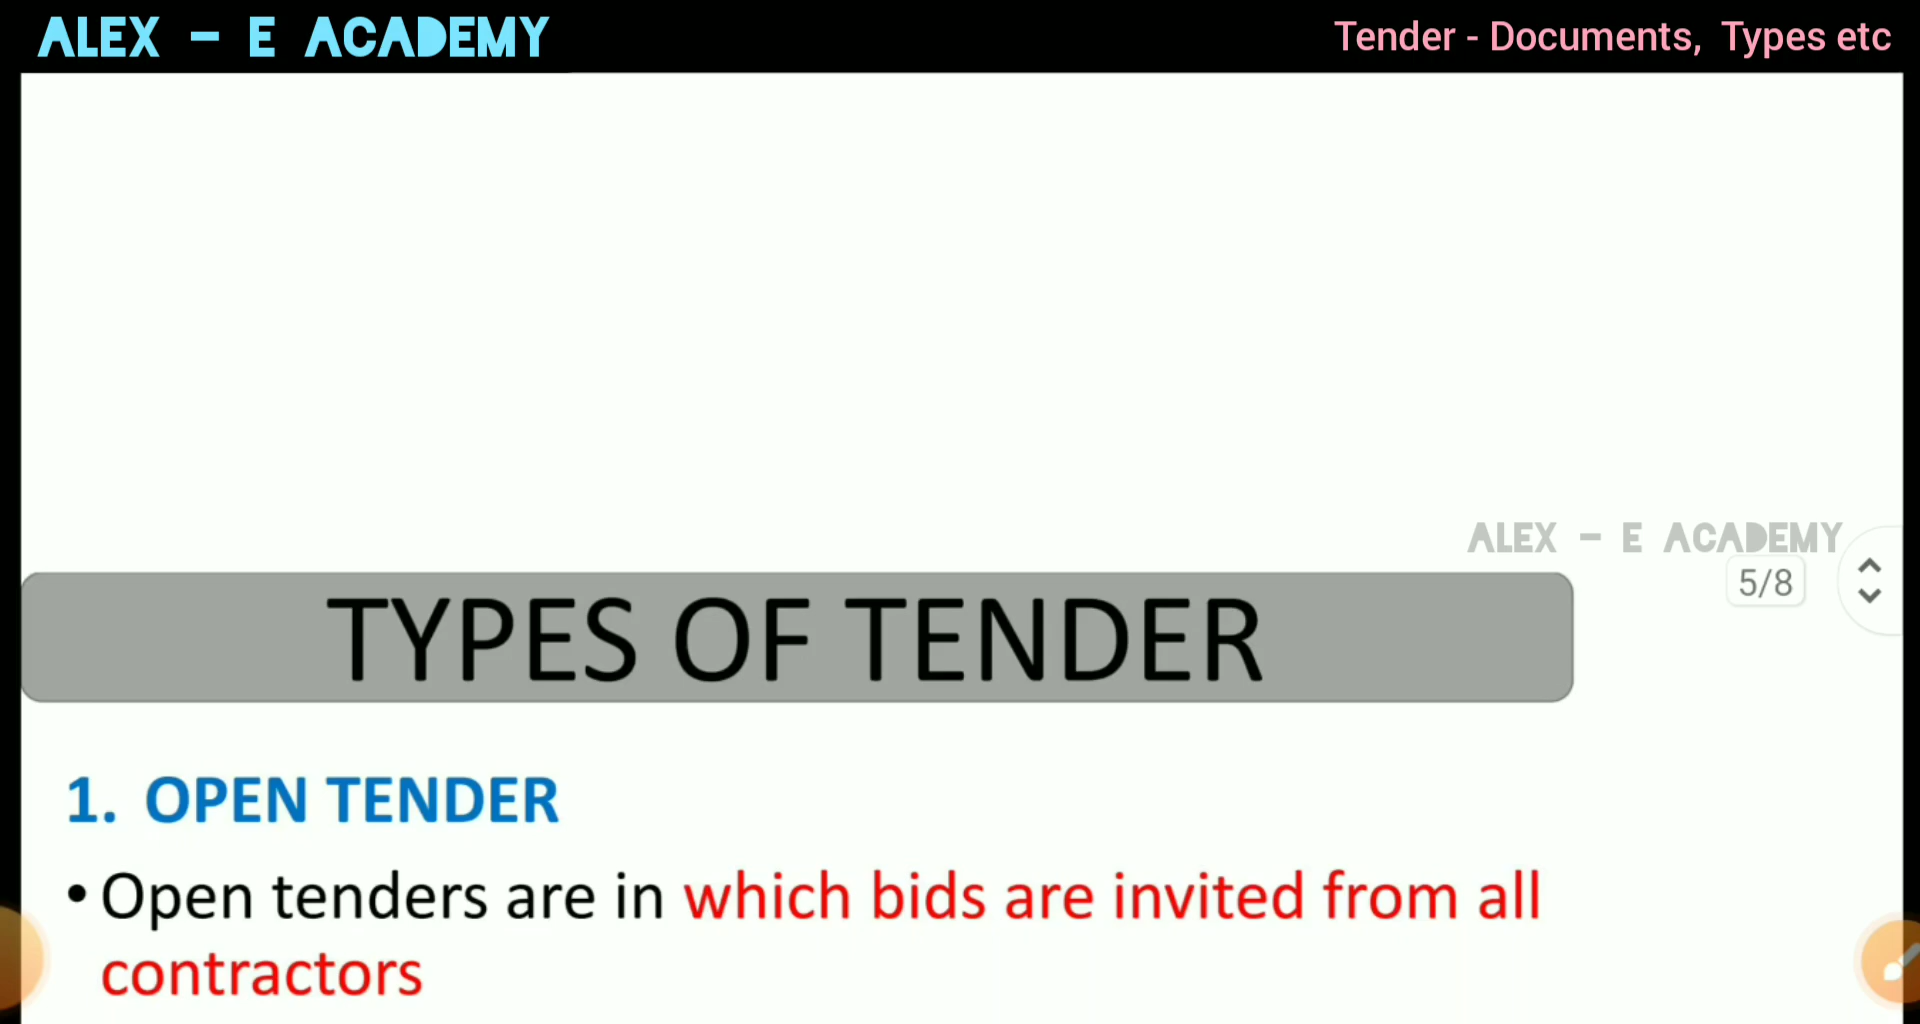 ALEX - E ACADEMY
Tender - Documents, Types etc
ALEX - E ACADEMY
5/8
TYPES OF TENDER
1. OPEN TENDER
• Open tenders are in which bids are invited from all
contractors